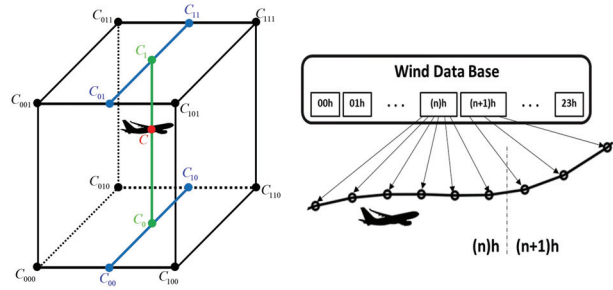 C₀₁₁
C₁₁
C₁₁₁
C₁
C₀₀₁
C₀₁
C₁₀₁
C
C₀₁₀
C₁₀
C₁₁₀
C₀
C₀₀₀
C₀₀
C₁₀₀
Wind Data Base
00h 01h . . . (n)h (n+1)h . . . 23h
(n)h (n+1)h